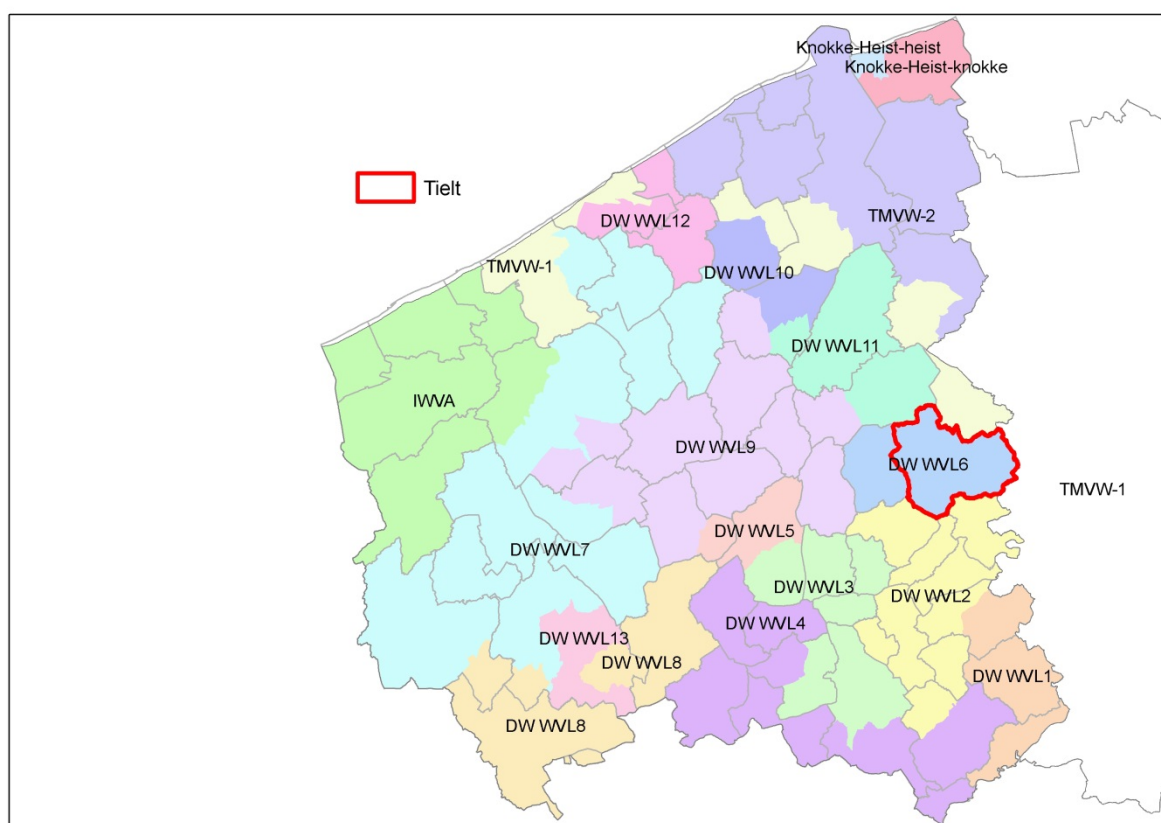 Knokke-Heist-heist
Knokke-Heist-knokke
Tielt
DW WVL12
TMVW-2
TMVW-1
DW WVL10
DW WVL11
IWVA
DW WVL9
DW WVL6
TMVW-1
DW WVL5
DW WVL7
DW WVL3
DW WVL2
DW WVL4
DW WVL13
DW WVL8
DW WVL1
DW WVL8